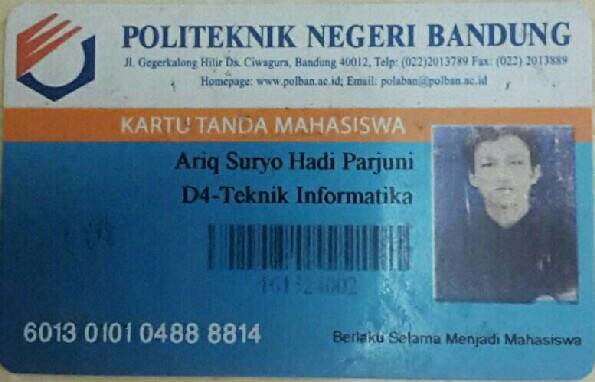 POLITEKNIK NEGERI BANDUNG
Jl. Gegerkalong Hilir Ds. Ciwagura, Bandung 40012, Telp: (022)2013789 Fax: (022) 2013889
Homepage: www.polban.ac.id; Email: polaban@polban.ac.id
KARTU TANDA MAHASISWA
Ariq Suryo Hadi Parjuni
D4-Teknik Informatika
161524002
6013 0101 0488 8814
Berlaku Selama Menjadi Mahasiswa